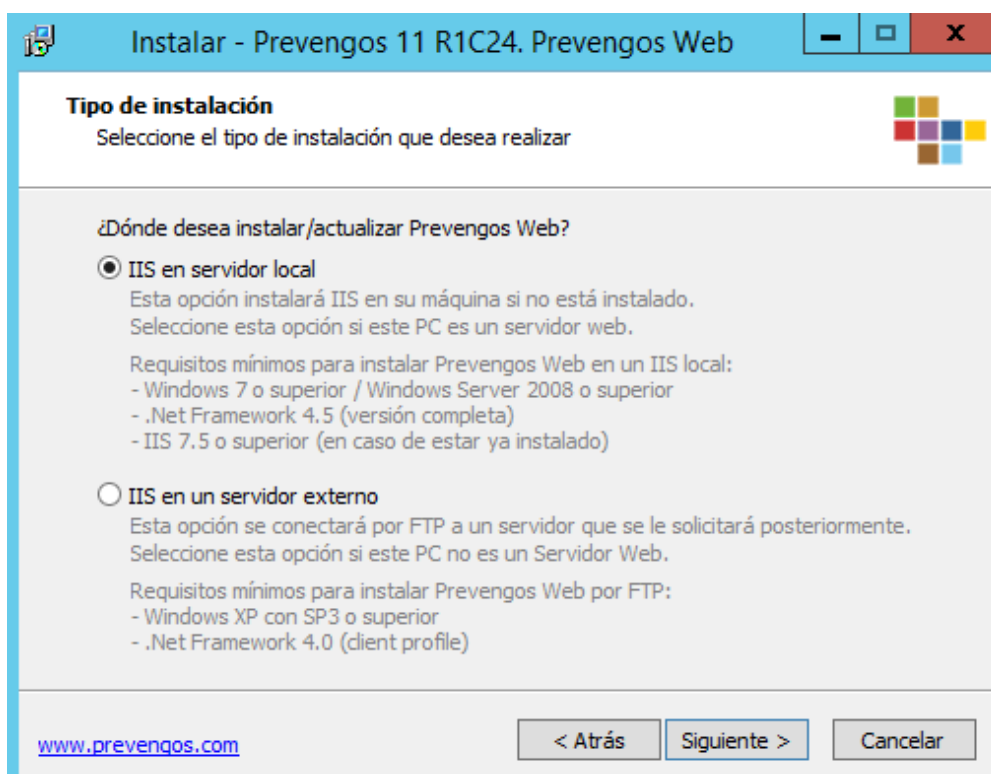 Instalar - Prevengos 11 R1C24. Prevengos Web
Tipo de instalación
Seleccione el tipo de instalación que desea realizar
¿Dónde desea instalar/actualizar Prevengos Web?
IIS en servidor local
Esta opción instalará IIS en su máquina si no está instalado.
Seleccione esta opción si este PC es un servidor web.
Requisitos mínimos para instalar Prevengos Web en un IIS local:
- Windows 7 o superior / Windows Server 2008 o superior
- .Net Framework 4.5 (versión completa)
- IIS 7.5 o superior (en caso de estar ya instalado)
IIS en un servidor externo
Esta opción se conectará por FTP a un servidor que se le solicitará posteriormente.
Seleccione esta opción si este PC no es un Servidor Web.
Requisitos mínimos para instalar Prevengos Web por FTP:
- Windows XP con SP3 o superior
- .Net Framework 4.0 (client profile)
www.prevengos.com
< Atrás
Siguiente >
Cancelar